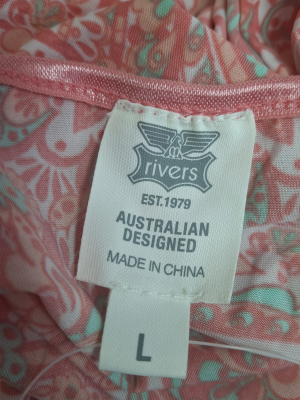 rivers
EST.1979
AUSTRALIAN
DESIGNED
MADE IN CHINA
L